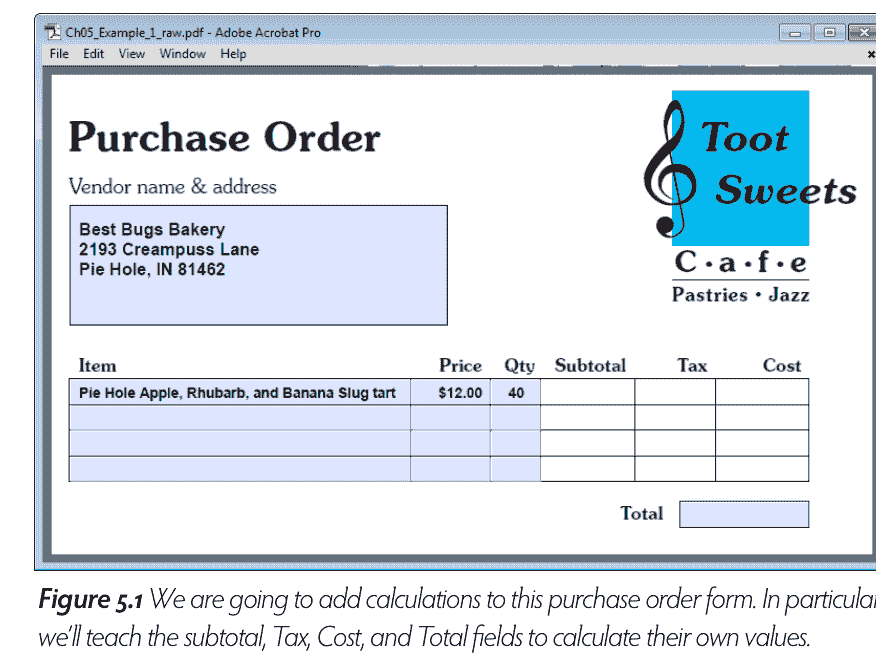 Ch05_Example_1_raw.pdf - Adobe Acrobat Pro
File Edit View Window Help
Purchase Order
Toot
Sweets
C•a•f•e
Pastries • Jazz
Vendor name & address
Best Bugs Bakery
2193 Creampuss Lane
Pie Hole, IN 81462
Item Price Qty Subtotal Tax Cost
Pie Hole Apple, Rhubarb, and Banana Slug tart $12.00 40
Total
Figure 5.1 We are going to add calculations to this purchase order form. In particular
we'll teach the subtotal, Tax, Cost, and Total fields to calculate their own values.